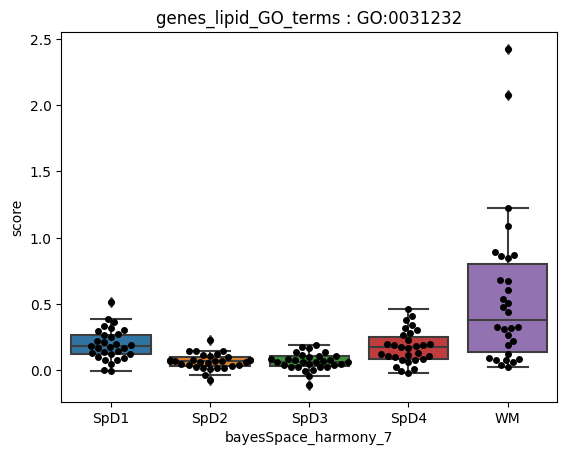 genes_lipid_GO_terms : GO:0031232
2.5
2.0
1.5
1.0
0.5
0.0
score
SpD1 SpD2 SpD3 SpD4 WM
bayesSpace_harmony_7